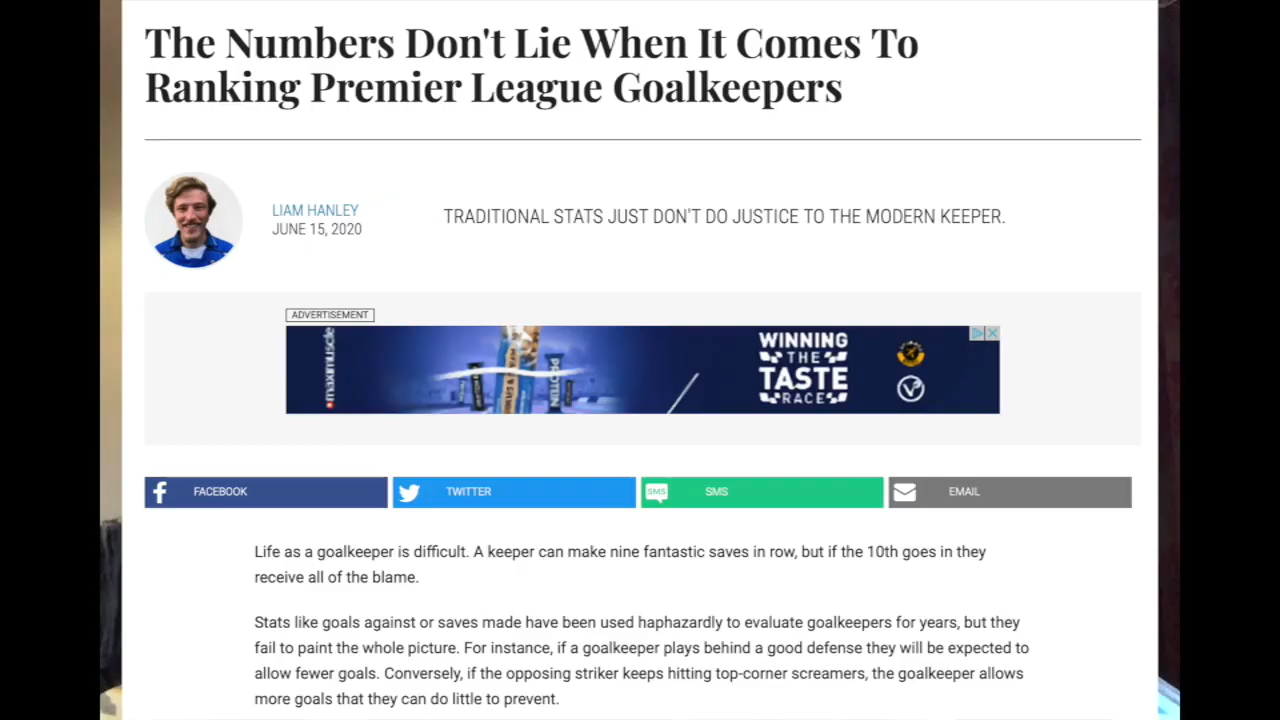 The Numbers Don't Lie When It Comes To
Ranking Premier League Goalkeepers
LIAM HANLEY
JUNE 15, 2020
TRADITIONAL STATS JUST DON'T DO JUSTICE TO THE MODERN KEEPER.
ADVERTISEMENT
maximuscle
PROTEIN
WINNING
THE
TASTE
RACE
FACEBOOK
TWITTER
SMS
SMS
EMAIL
Life as a goalkeeper is difficult. A keeper can make nine fantastic saves in row, but if the 10th goes in they
receive all of the blame.
Stats like goals against or saves made have been used haphazardly to evaluate goalkeepers for years, but they
fail to paint the whole picture. For instance, if a goalkeeper plays behind a good defense they will be expected to
allow fewer goals. Conversely, if the opposing striker keeps hitting top-corner screamers, the goalkeeper allows
more goals that they can do little to prevent.